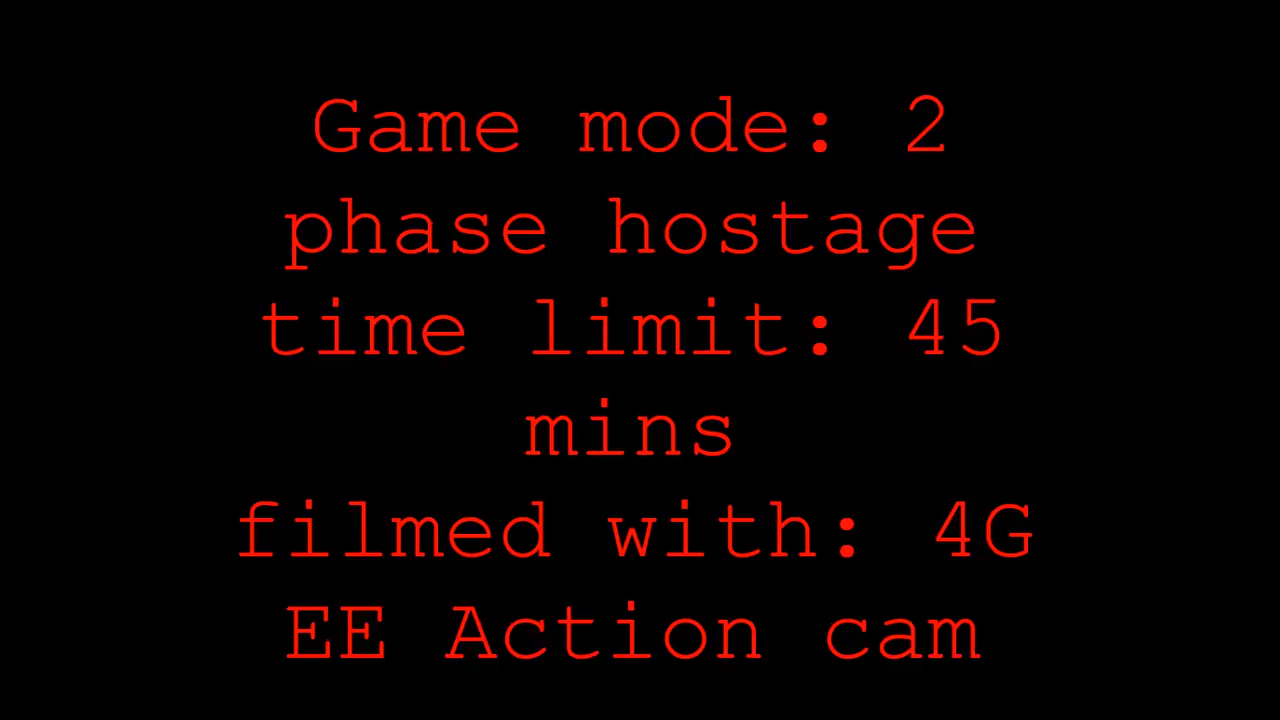 Game mode: 2
phase hostage
time limit: 45
mins
filmed with: 4G
EE Action cam